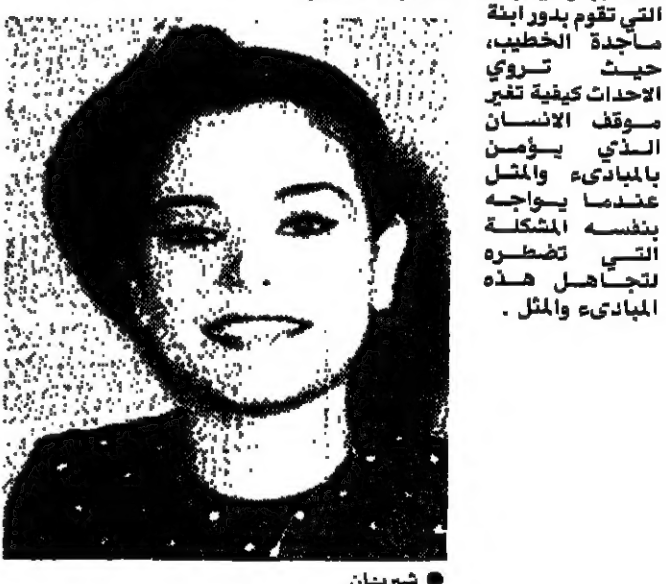 التي تقوم بدور ابنة
ماجدة الخطيب،
حيث تروي
الاحداث كيفية تغير
موقف الانسان
الذي يؤمن
بالمبادىء والمثل
عندما يواجه
بنفسه المشكلة
التي تضطره
لتجاهل هذه
المبادىء والمثل .
● شيرينان